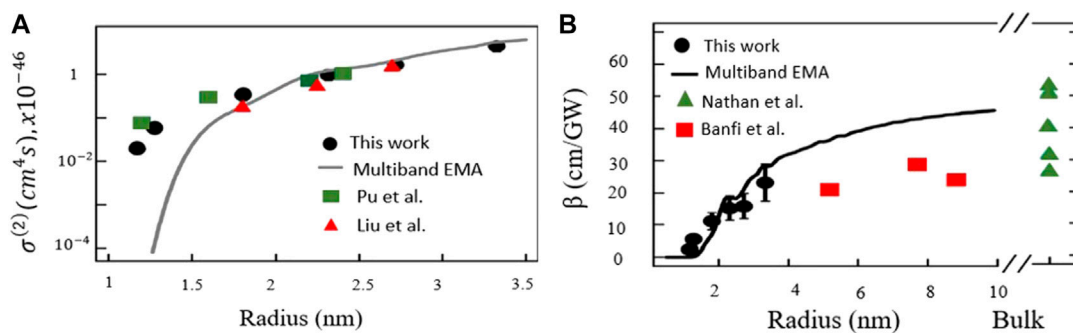 A
σ⁽²⁾(cm⁴s), x10⁻⁴⁶
1
10⁻²
10⁻⁴
This work
Multiband EMA
Pu et al.
Liu et al.
1 1.5 2 2.5 3 3.5
Radius (nm)
B
β (cm/GW)
60
50
40
30
20
10
0
This work
Multiband EMA
Nathan et al.
Banfi et al.
2 4 6 8 10
Radius (nm) Bulk